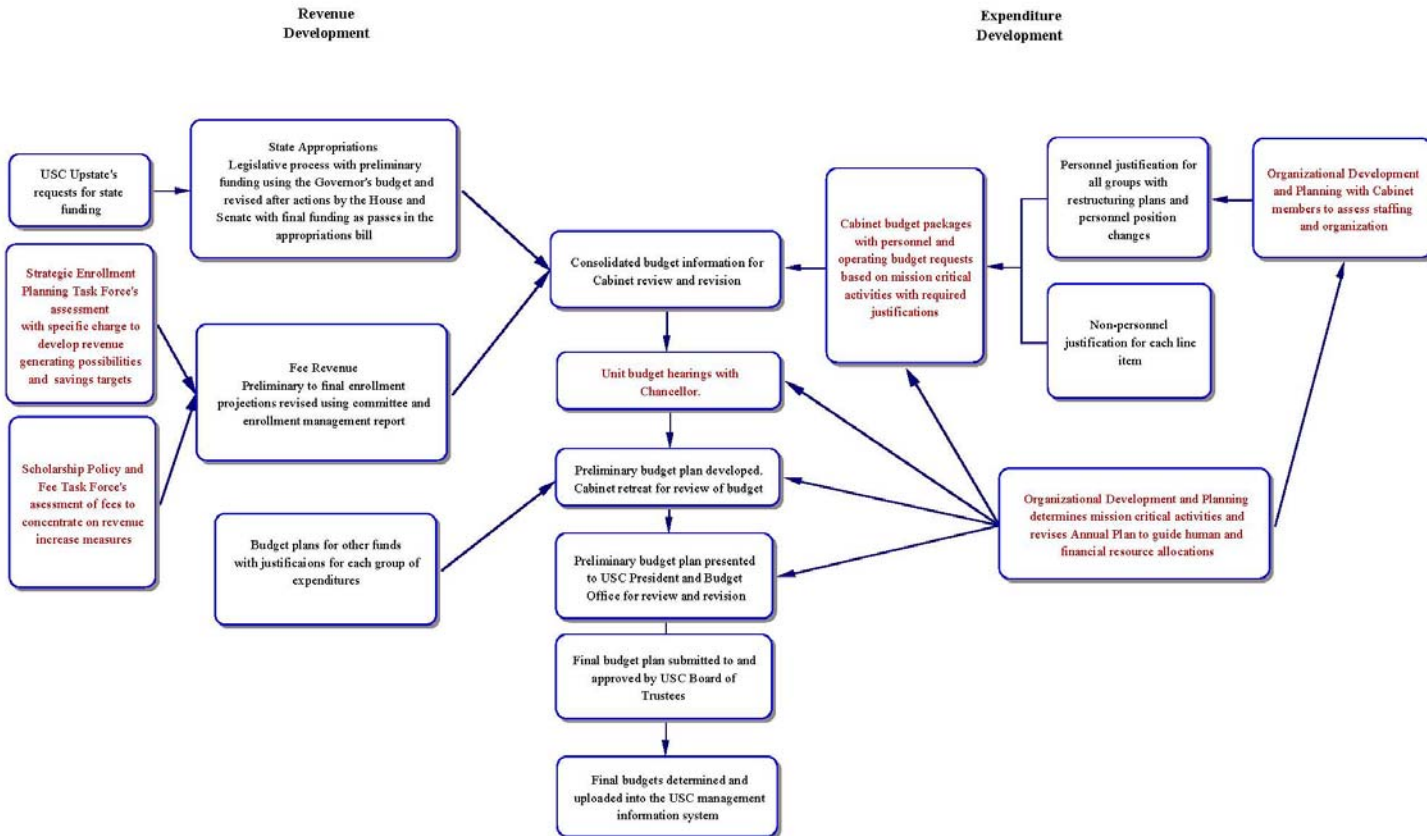 Revenue
Development
Expenditure
Development
USC Upstate's
requests for state
funding
State Appropriations
Legislative process with preliminary
funding using the Governor's budget and
revised after actions by the House and
Senate with final funding as passes in the
appropriations bill
Strategic Enrollment
Planning Task Force's
assessment
with specific charge to
develop revenue
generating possibilities
and savings targets
Fee Revenue
Preliminary to final enrollment
projections revised using committee and
enrollment management report
Scholarship Policy and
Fee Task Force's
asessment of fees to
concentrate on revenue
increase measures
Budget plans for other funds
with justificaions for each group of
expenditures
Consolidated budget information for
Cabinet review and revision
Unit budget hearings with
Chancellor.
Preliminary budget plan developed.
Cabinet retreat for review of budget
Preliminary budget plan presented
to USC President and Budget
Office for review and revision
Final budget plan submitted to and
approved by USC Board of
Trustees
Final budgets determined and
uploaded into the USC management
information system
Cabinet budget packages
with personnel and
operating budget requests
based on mission critical
activities with required
justifications
Personnel justification for
all groups with
restructuring plans and
personnel position
changes
Non-personnel
justification for each line
item
Organizational Development
and Planning with Cabinet
members to assess staffing
and organization
Organizational Development and Planning
determines mission critical activities and
revises Annual Plan to guide human and
financial resource allocations